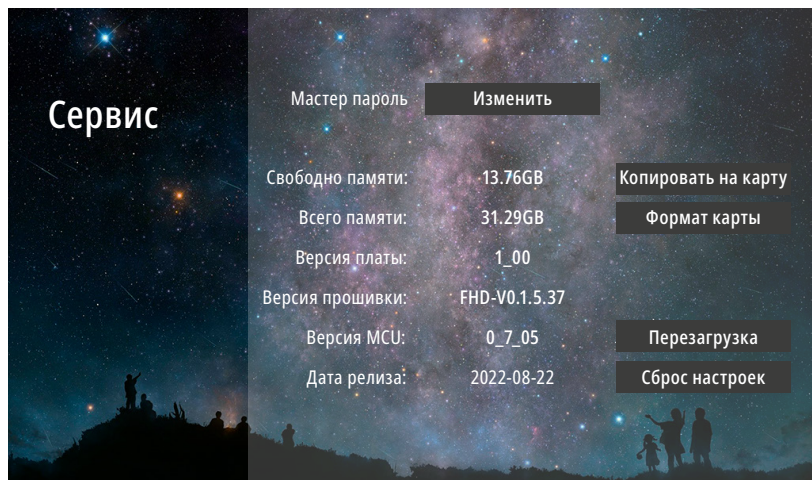 Сервис
Мастер пароль Изменить
Свободно памяти: 13.76GB Копировать на карту
Всего памяти: 31.29GB Формат карты
Версия платы: 1_00
Версия прошивки: FHD-V0.1.5.37
Версия MCU: 0_7_05 Перезагрузка
Дата релиза: 2022-08-22 Сброс настроек